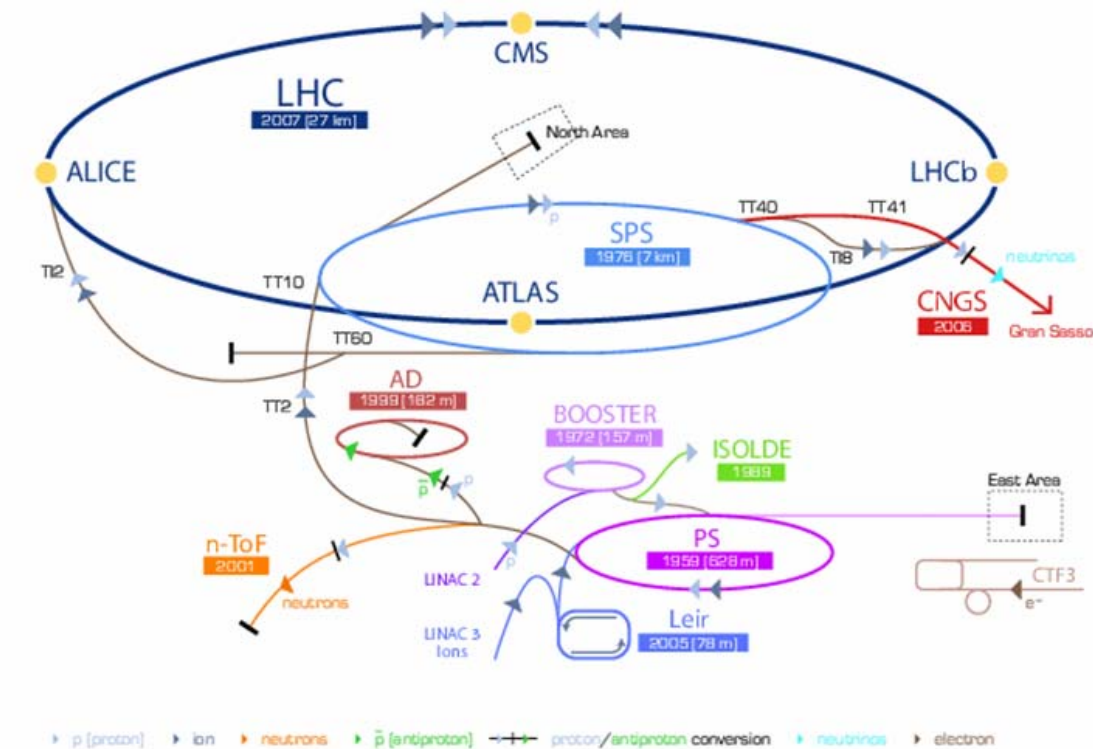 CMS
LHC
2007 [27 km]
North Area
ALICE
LHCb
TT40
TT41
p
SPS
1976 [7 km]
TI8
neutrinos
TI2
TT10
ATLAS
CNGS
2006
Gran Sasso
TT60
AD
1999 [182 m]
TT2
BOOSTER
1972 [157 m]
ISOLDE
1989
p̅
p
East Area
n-ToF
2001
PS
1959 [628 m]
LINAC 2
p
neutrons
CTF3
e-
LINAC 3
Ions
Leir
2005 [78 m]
p [proton]
ion
neutrons
p̅ [antiproton]
proton/antiproton conversion
neutrinos
electron